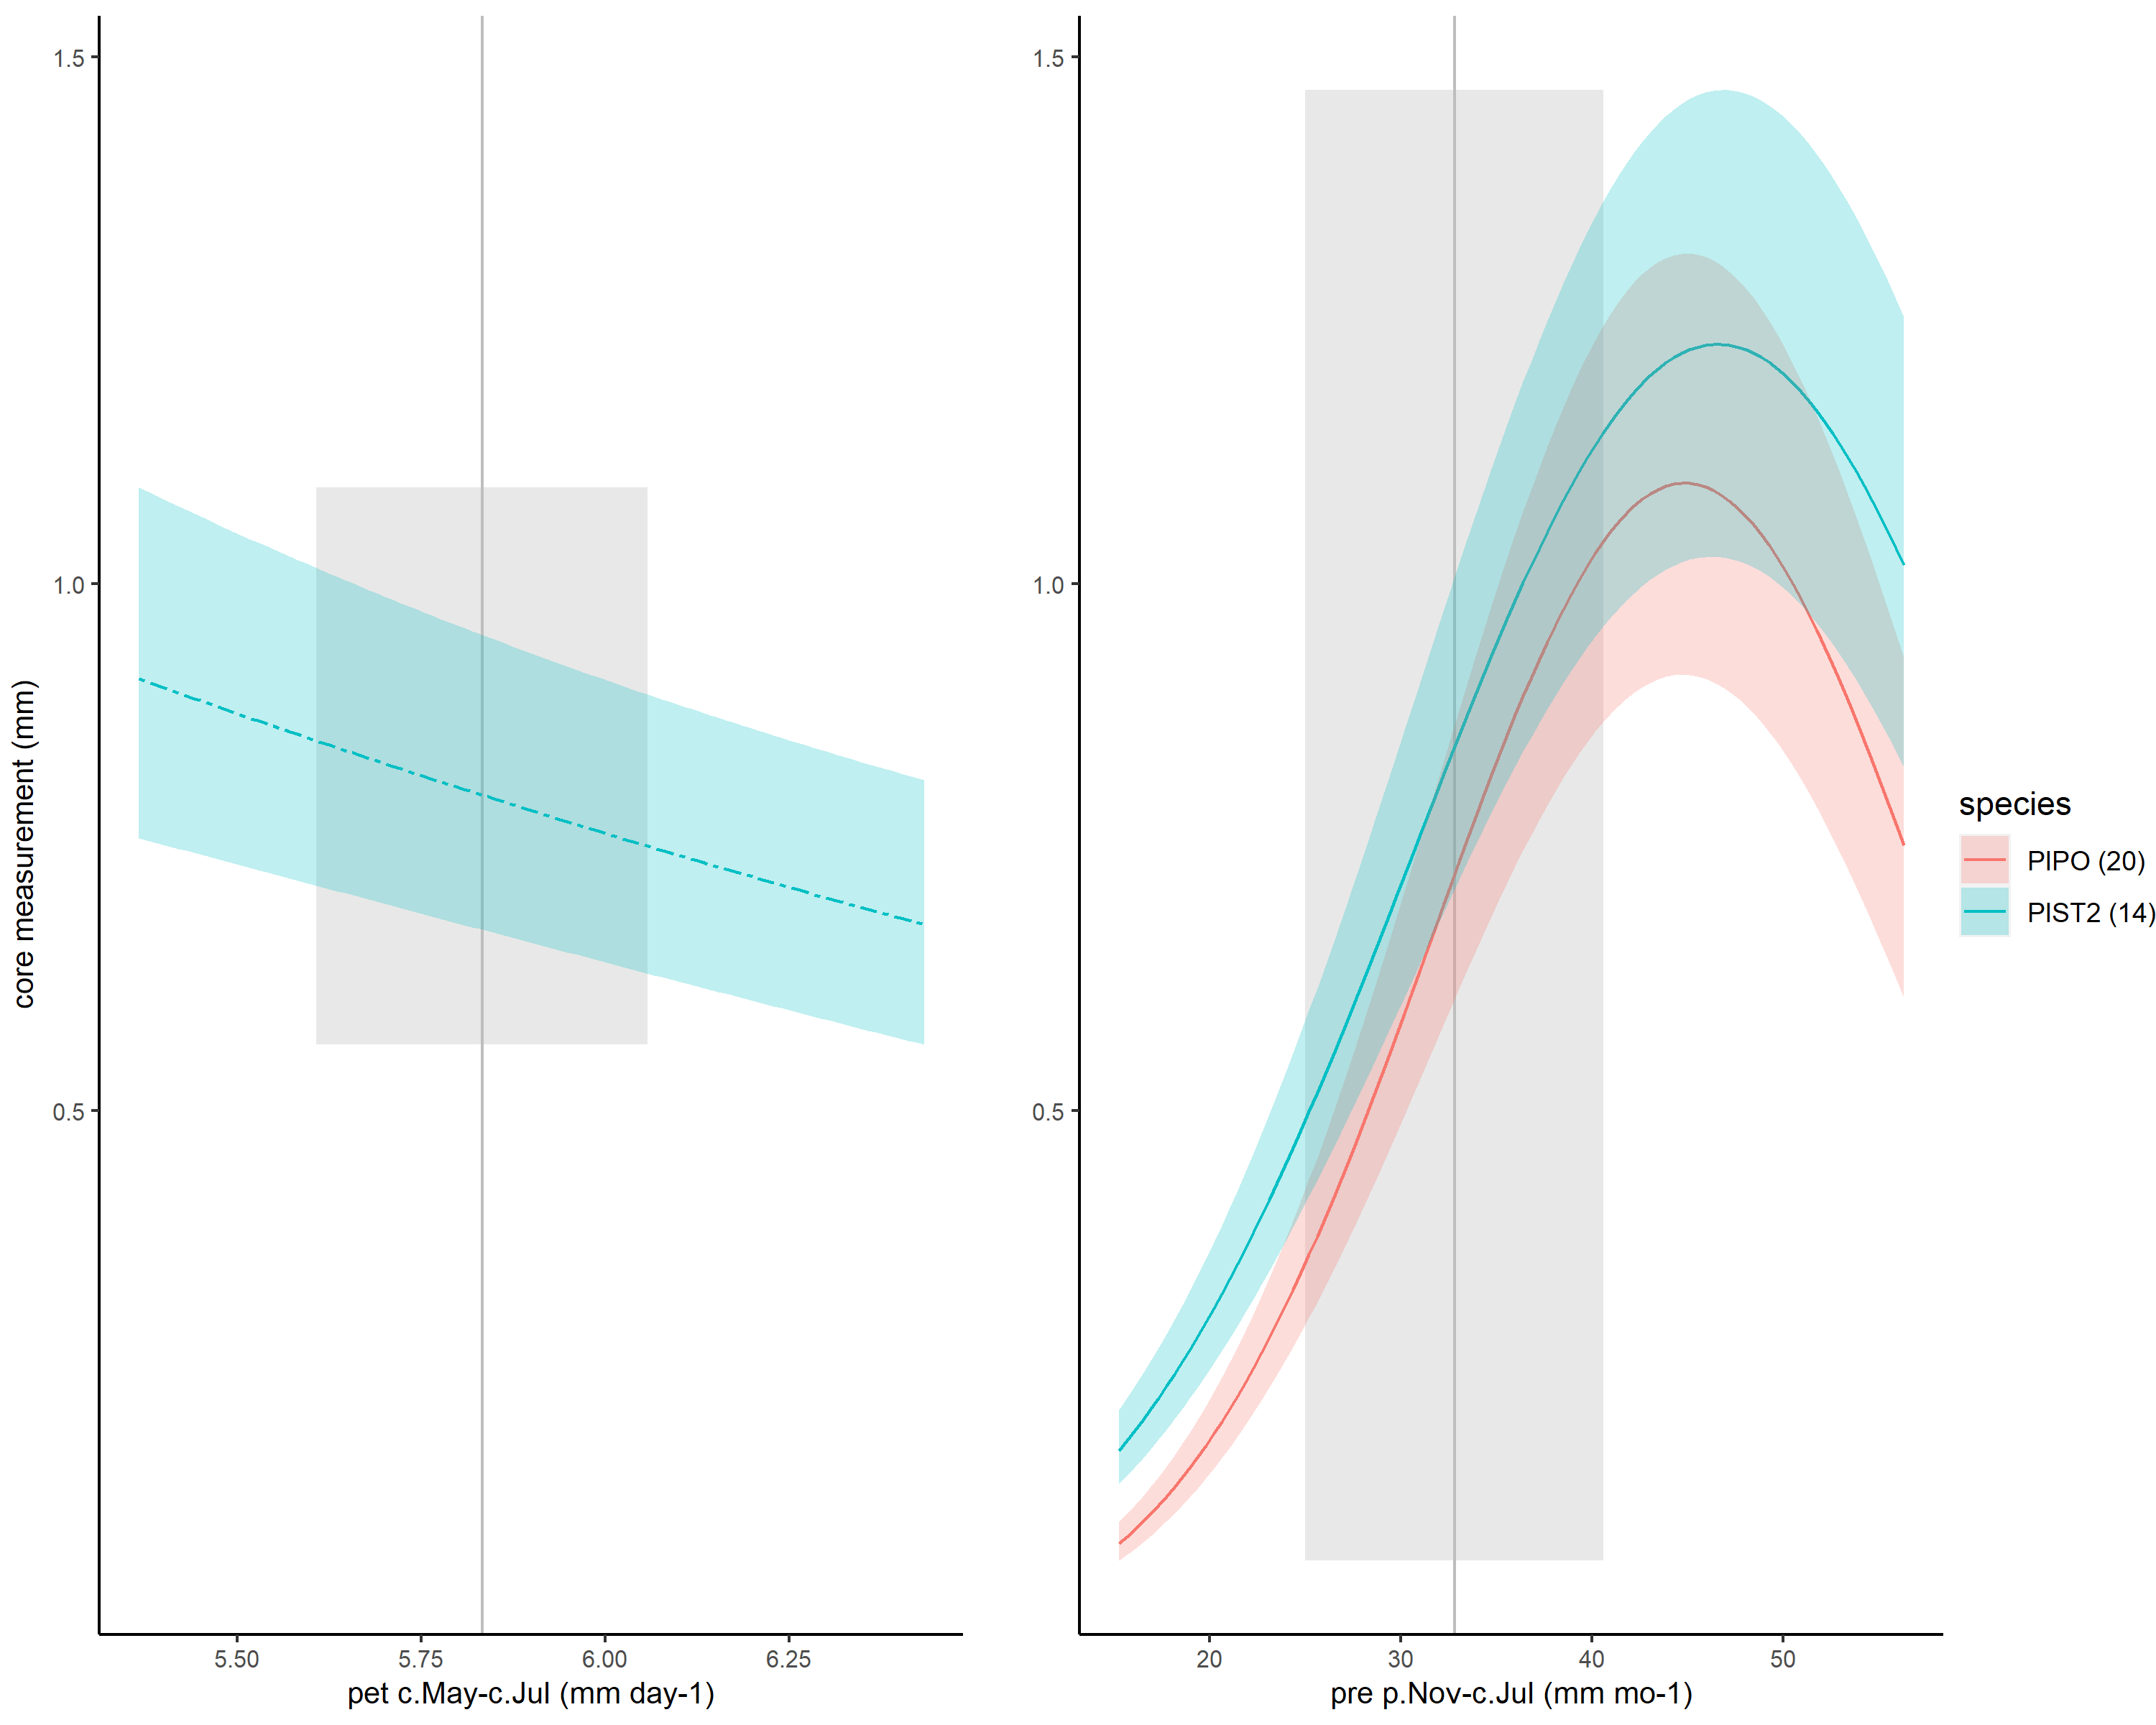 core measurement (mm)
1.5
1.0
0.5
5.50 5.75 6.00 6.25
pet c.May-c.Jul (mm day-1)
1.5
1.0
0.5
20 30 40 50
pre p.Nov-c.Jul (mm mo-1)
species
PIPO (20)
PIST2 (14)